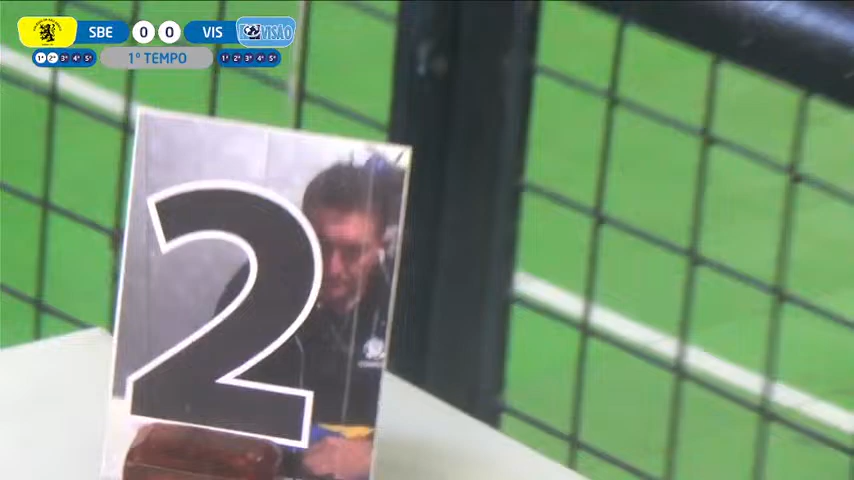 SBE 0 0 VIS VISÃO
1º 2º 3º 4º 5º 1º TEMPO 1º 2º 3º 4º 5º
2